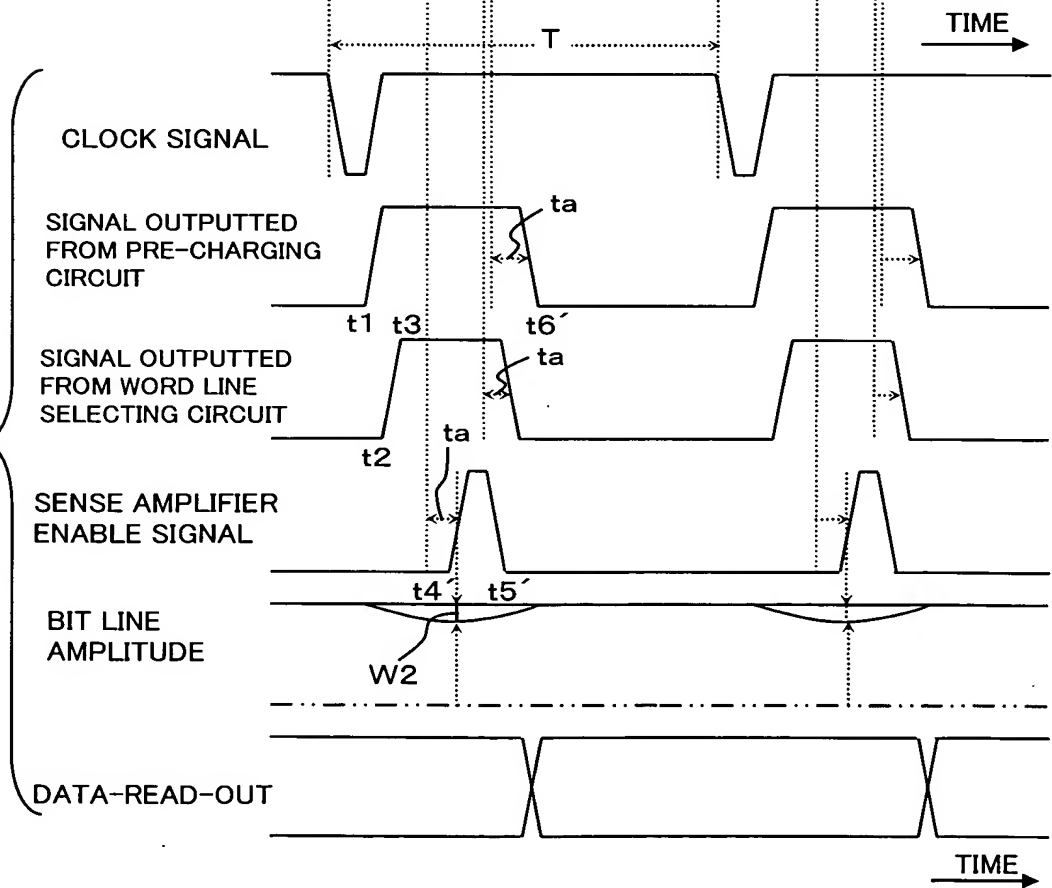 TIME
T
CLOCK SIGNAL
SIGNAL OUTPUTTED
FROM PRE-CHARGING
CIRCUIT
ta
t1
t3
t6´
SIGNAL OUTPUTTED
FROM WORD LINE
SELECTING CIRCUIT
ta
t2
ta
SENSE AMPLIFIER
ENABLE SIGNAL
t4´
t5´
BIT LINE
AMPLITUDE
W2
DATA-READ-OUT
TIME